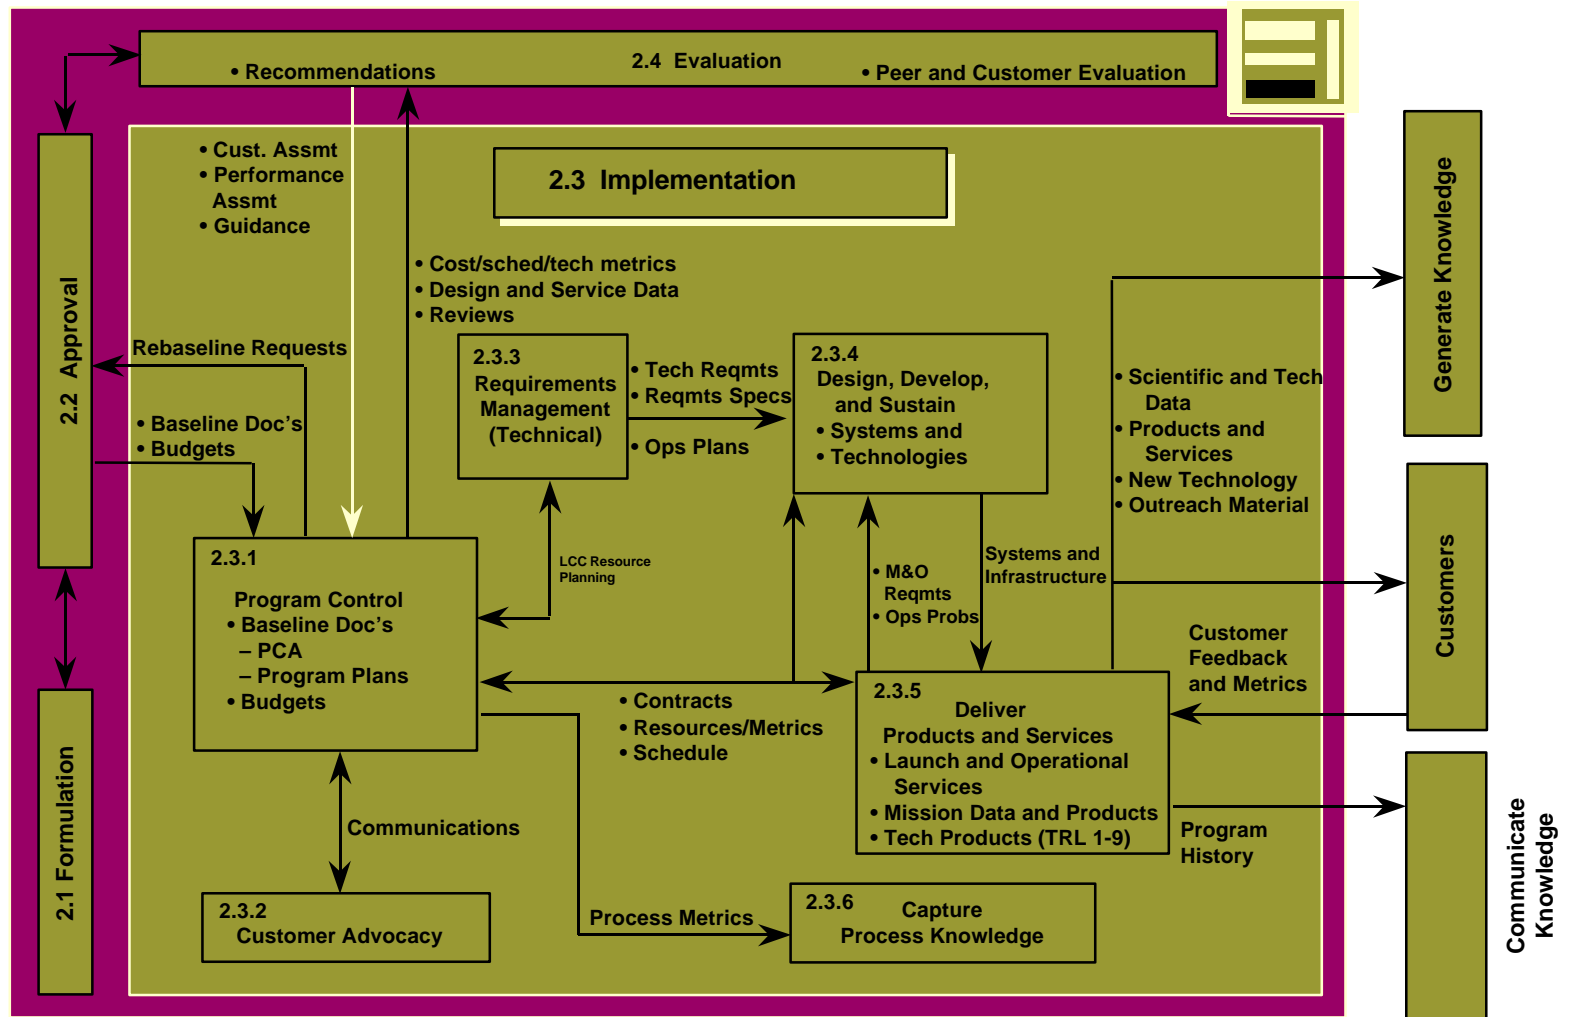 2.4 Evaluation
• Recommendations
• Peer and Customer Evaluation
• Cust. Assmt
• Performance
Assmt
• Guidance
2.3 Implementation
• Cost/sched/tech metrics
• Design and Service Data
• Reviews
2.2 Approval
Rebaseline Requests
• Baseline Doc's
• Budgets
2.1 Formulation
2.3.3
Requirements
Management
(Technical)
• Tech Reqmts
• Reqmts Specs
• Ops Plans
2.3.4
Design, Develop,
and Sustain
• Systems and
• Technologies
• Scientific and Tech
Data
• Products and
Services
• New Technology
• Outreach Material
Generate Knowledge
2.3.1
Program Control
• Baseline Doc’s
– PCA
– Program Plans
• Budgets
LCC Resource
Planning
• M&O
Reqmts
• Ops Probs
Systems and
Infrastructure
Customers
Customer
Feedback
and Metrics
• Contracts
• Resources/Metrics
• Schedule
2.3.5
Deliver
Products and Services
• Launch and Operational
Services
• Mission Data and Products
• Tech Products (TRL 1-9)
Program
History
Communicate
Knowledge
Communications
2.3.2
Customer Advocacy
Process Metrics
2.3.6
Capture
Process Knowledge